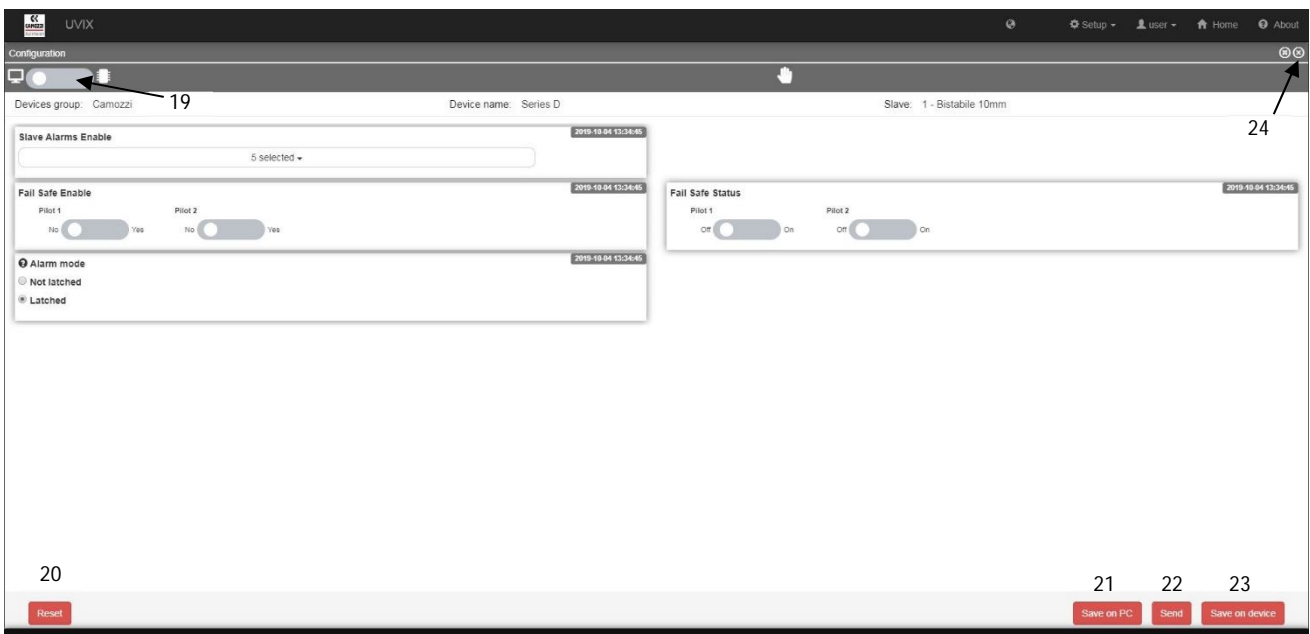 CAMOZZI UVIX Setup user Home About
Configuration
19
24
Devices group: Camozzi Device name: Series D Slave: 1 - Bistabile 10mm
Slave Alarms Enable 2019-10-04 13:34:45
5 selected
Fail Safe Enable 2019-10-04 13:34:45 Fail Safe Status 2019-10-04 13:34:45
Pilot 1 Pilot 2 Pilot 1 Pilot 2
No Yes No Yes Off On Off On
Alarm mode 2019-10-04 13:34:45
Not latched
Latched
20 21 22 23
Reset Save on PC Send Save on device